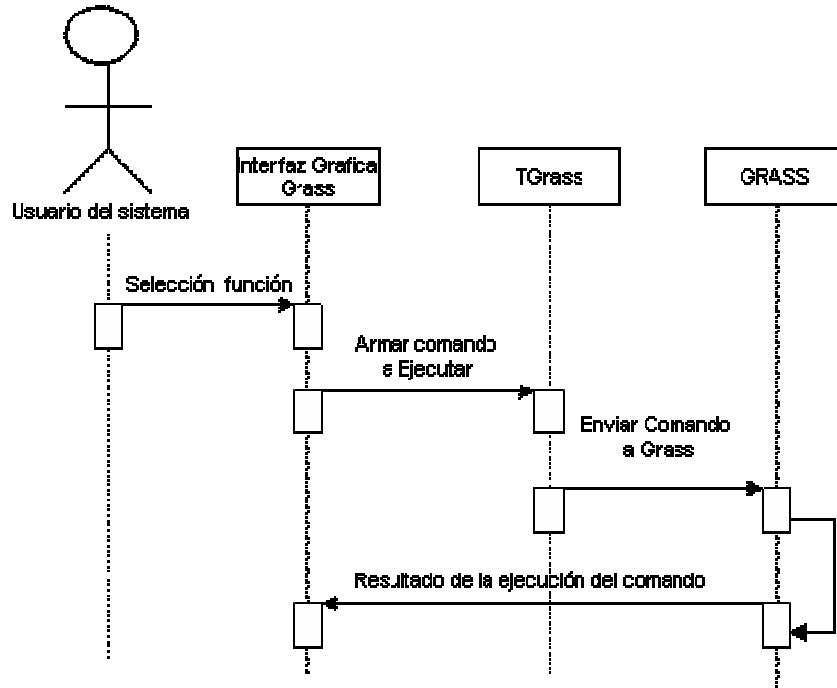 Interfaz Grafica
Grass
TGrass
GRASS
Usuario del sistema
Selección función
Armar comando
a Ejecutar
Enviar Comando
a Grass
Resultado de la ejecución del comando